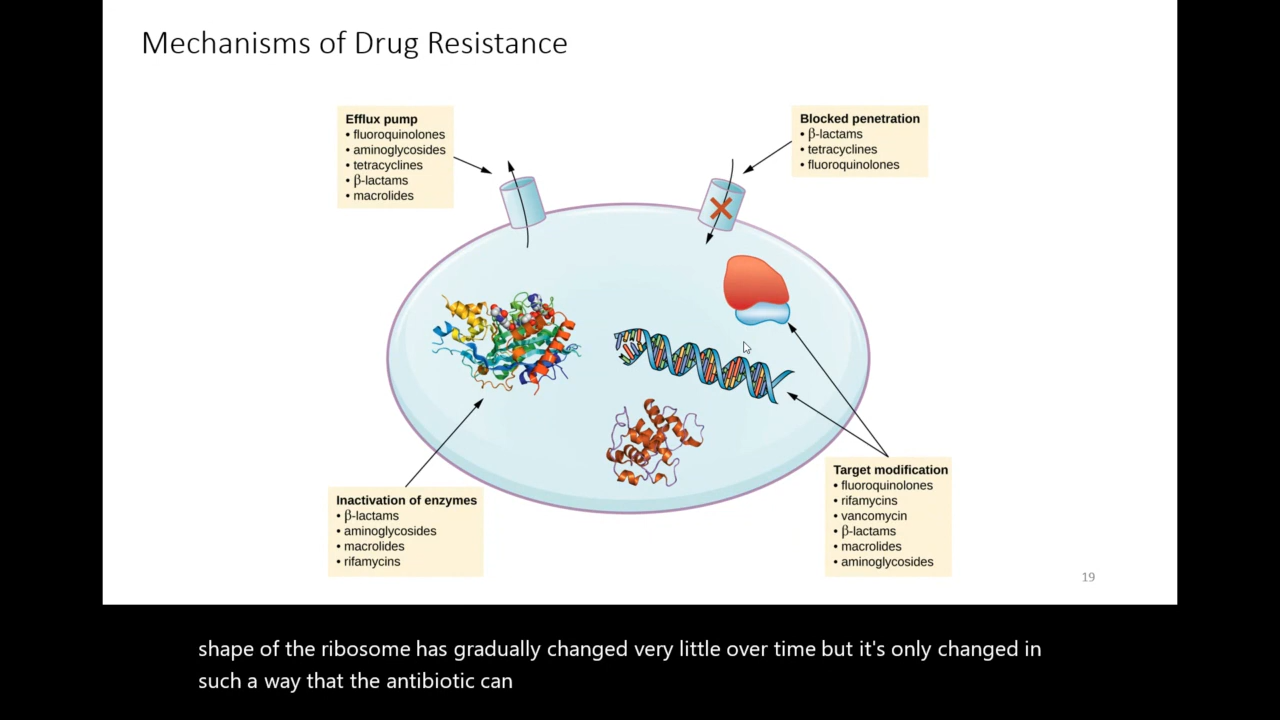 Mechanisms of Drug Resistance
Efflux pump
• fluoroquinolones
• aminoglycosides
• tetracyclines
• β-lactams
• macrolides
Blocked penetration
• β-lactams
• tetracyclines
• fluoroquinolones
Inactivation of enzymes
• β-lactams
• aminoglycosides
• macrolides
• rifamycins
Target modification
• fluoroquinolones
• rifamycins
• vancomycin
• β-lactams
• macrolides
• aminoglycosides
19
shape of the ribosome has gradually changed very little over time but it's only changed in
such a way that the antibiotic can